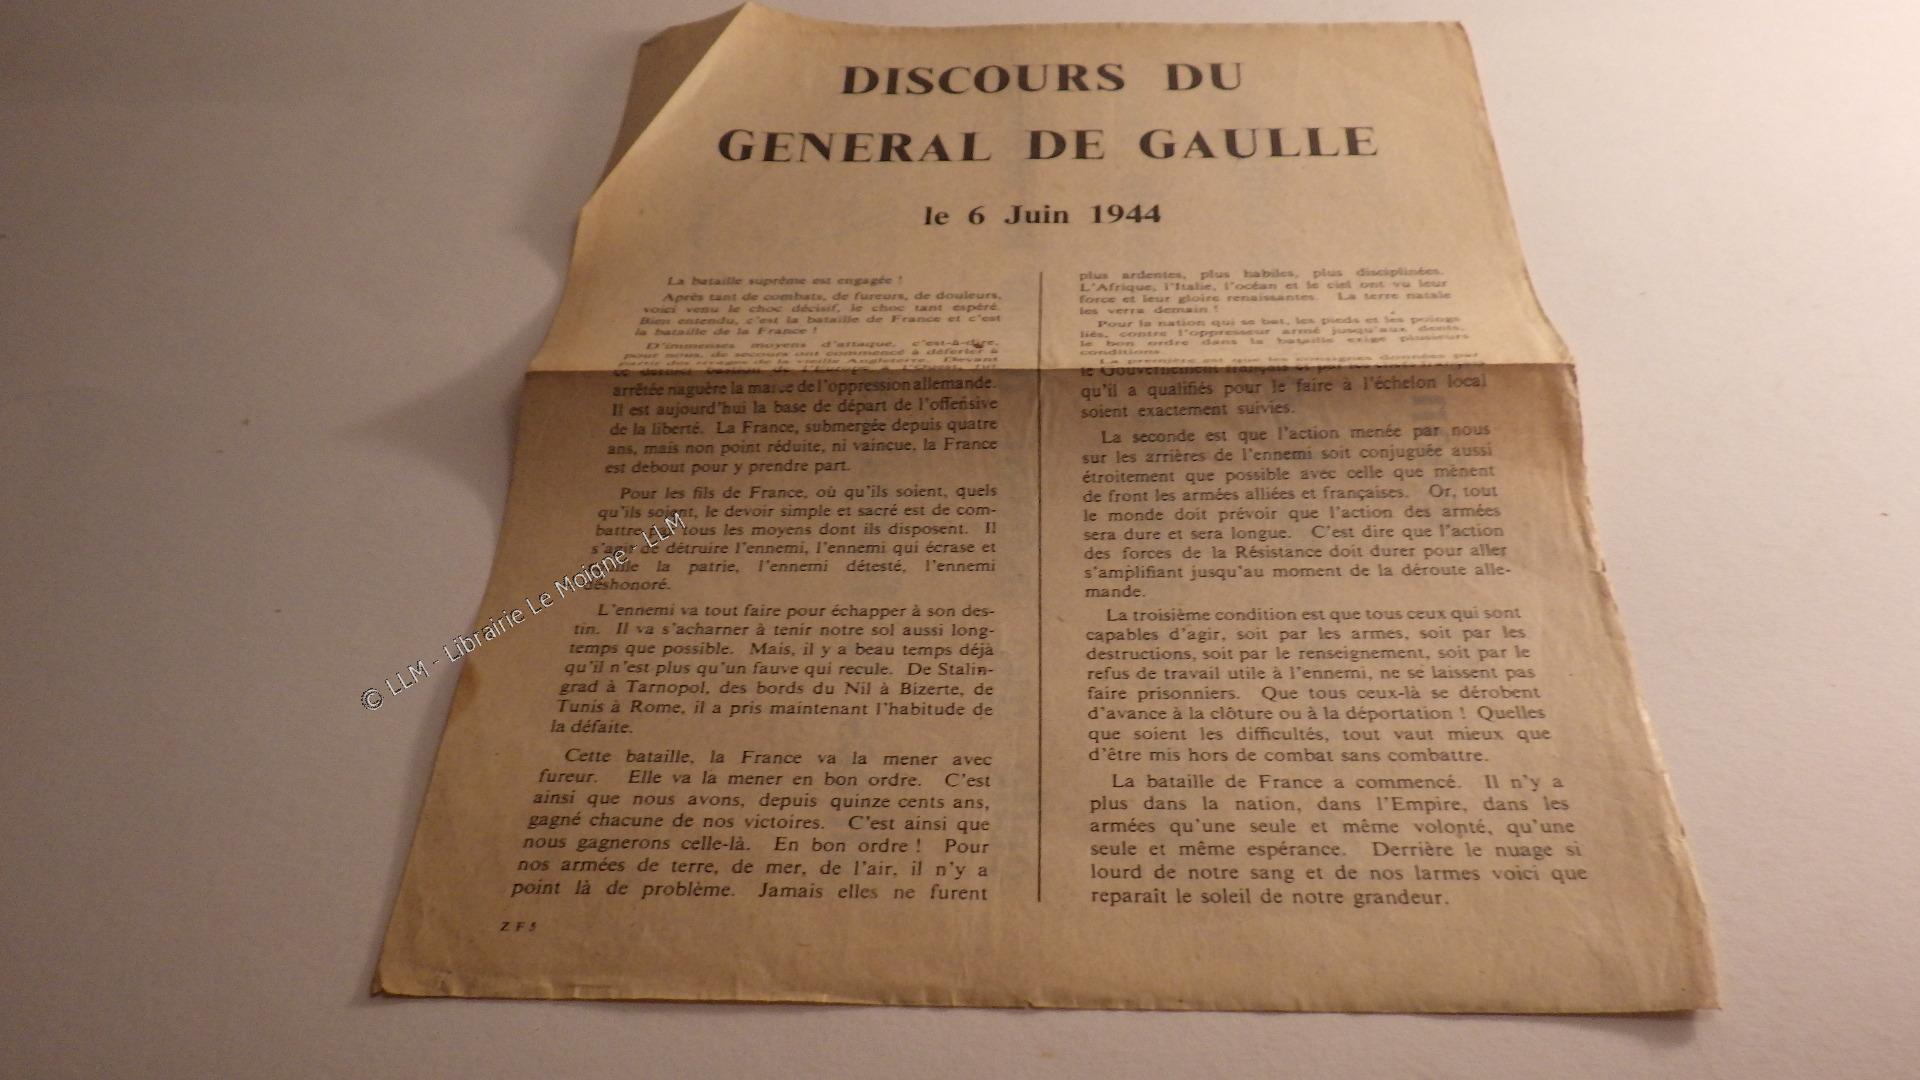 DISCOURS DU
GENERAL DE GAULLE
le 6 Juin 1944
La bataille suprême est engagée !
Après tant de combats, de fureurs, de douleurs,
voici venu le choc décisif, le choc tant espéré.
Bien entendu, c'est la bataille de France et c'est
la bataille de la France !
D'immenses moyens d'attaque, c'est-à-dire,
pour nous, de secours ont commencé à déferler à
partir des rivages de la vieille Angleterre. Devant
ce dernier bastion de l'Europe à l'Ouest, fut
arrêtée naguère la marée de l'oppression allemande.
Il est aujourd'hui la base de départ de l'offensive
de la liberté. La France, submergée depuis quatre
ans, mais non point réduite, ni vaincue, la France
est debout pour y prendre part.
Pour les fils de France, où qu'ils soient, quels
qu'ils soient, le devoir simple et sacré est de com-
battre par tous les moyens dont ils disposent. Il
s'agit de détruire l'ennemi, l'ennemi qui écrase et
souille la patrie, l'ennemi détesté, l'ennemi
déshonoré.
L'ennemi va tout faire pour échapper à son des-
tin. Il va s'acharner à tenir notre sol aussi long-
temps que possible. Mais, il y a beau temps déjà
qu'il n'est plus qu'un fauve qui recule. De Stalin-
grad à Tarnopol, des bords du Nil à Bizerte, de
Tunis à Rome, il a pris maintenant l'habitude de
la défaite.
Cette bataille, la France va la mener avec
fureur. Elle va la mener en bon ordre. C'est
ainsi que nous avons, depuis quinze cents ans,
gagné chacune de nos victoires. C'est ainsi que
nous gagnerons celle-là. En bon ordre ! Pour
nos armées de terre, de mer, de l'air, il n'y a
point là de problème. Jamais elles ne furent
Z F 5
plus ardentes, plus habiles, plus disciplinées.
L'Afrique, l'Italie, l'océan et le ciel ont vu leur
force et leur gloire renaissantes. La terre natale
les verra demain !
Pour la nation qui se bat, les pieds et les poings
liés, contre l'oppresseur armé jusqu'aux dents,
le bon ordre dans la bataille exige plusieurs
conditions.
La première est que les consignes données par
le Gouvernement français et par les chefs français
qu'il a qualifiés pour le faire à l'échelon local
soient exactement suivies.
La seconde est que l'action menée par nous
sur les arrières de l'ennemi soit conjuguée aussi
étroitement que possible avec celle que mènent
de front les armées alliées et françaises. Or, tout
le monde doit prévoir que l'action des armées
sera dure et sera longue. C'est dire que l'action
des forces de la Résistance doit durer pour aller
s'amplifiant jusqu'au moment de la déroute alle-
mande.
La troisième condition est que tous ceux qui sont
capables d'agir, soit par les armes, soit par les
destructions, soit par le renseignement, soit par le
refus de travail utile à l'ennemi, ne se laissent pas
faire prisonniers. Que tous ceux-là se dérobent
d'avance à la clôture ou à la déportation ! Quelles
que soient les difficultés, tout vaut mieux que
d'être mis hors de combat sans combattre.
La bataille de France a commencé. Il n'y a
plus dans la nation, dans l'Empire, dans les
armées qu'une seule et même volonté, qu'une
seule et même espérance. Derrière le nuage si
lourd de notre sang et de nos larmes voici que
reparaît le soleil de notre grandeur.
© LLM - Librairie Le Moigne - LLM